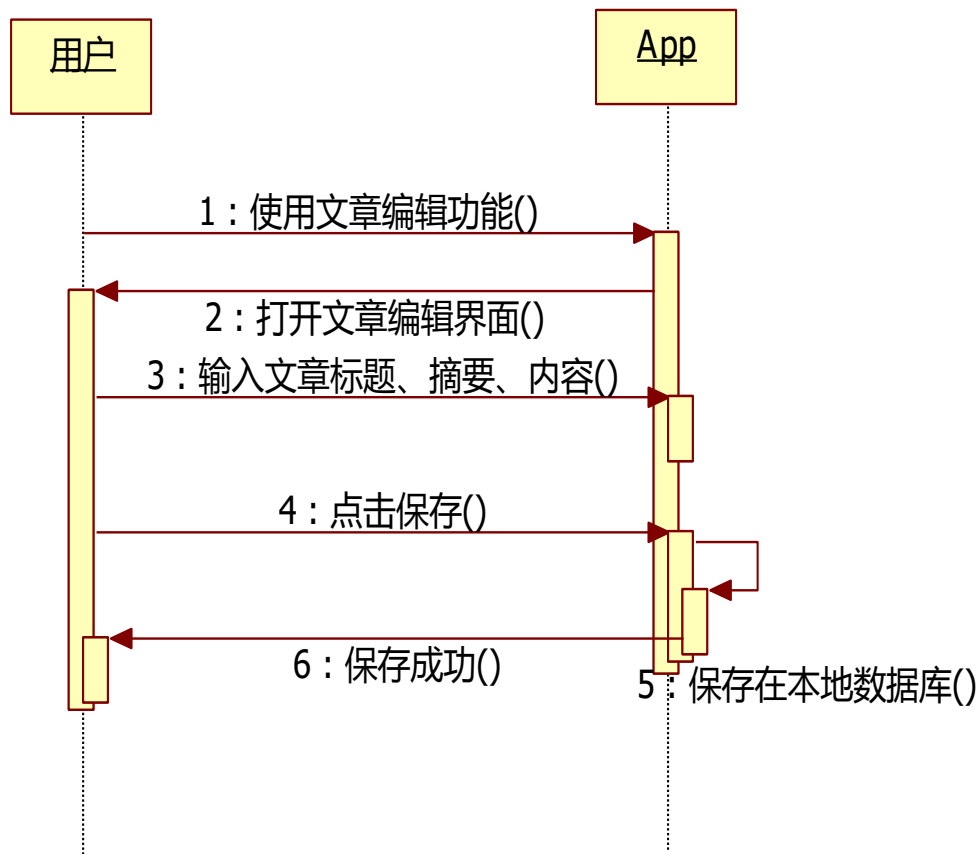 用户
App
1：使用文章编辑功能()
2：打开文章编辑界面()
3：输入文章标题、摘要、内容()
4：点击保存()
6：保存成功()
5：保存在本地数据库()